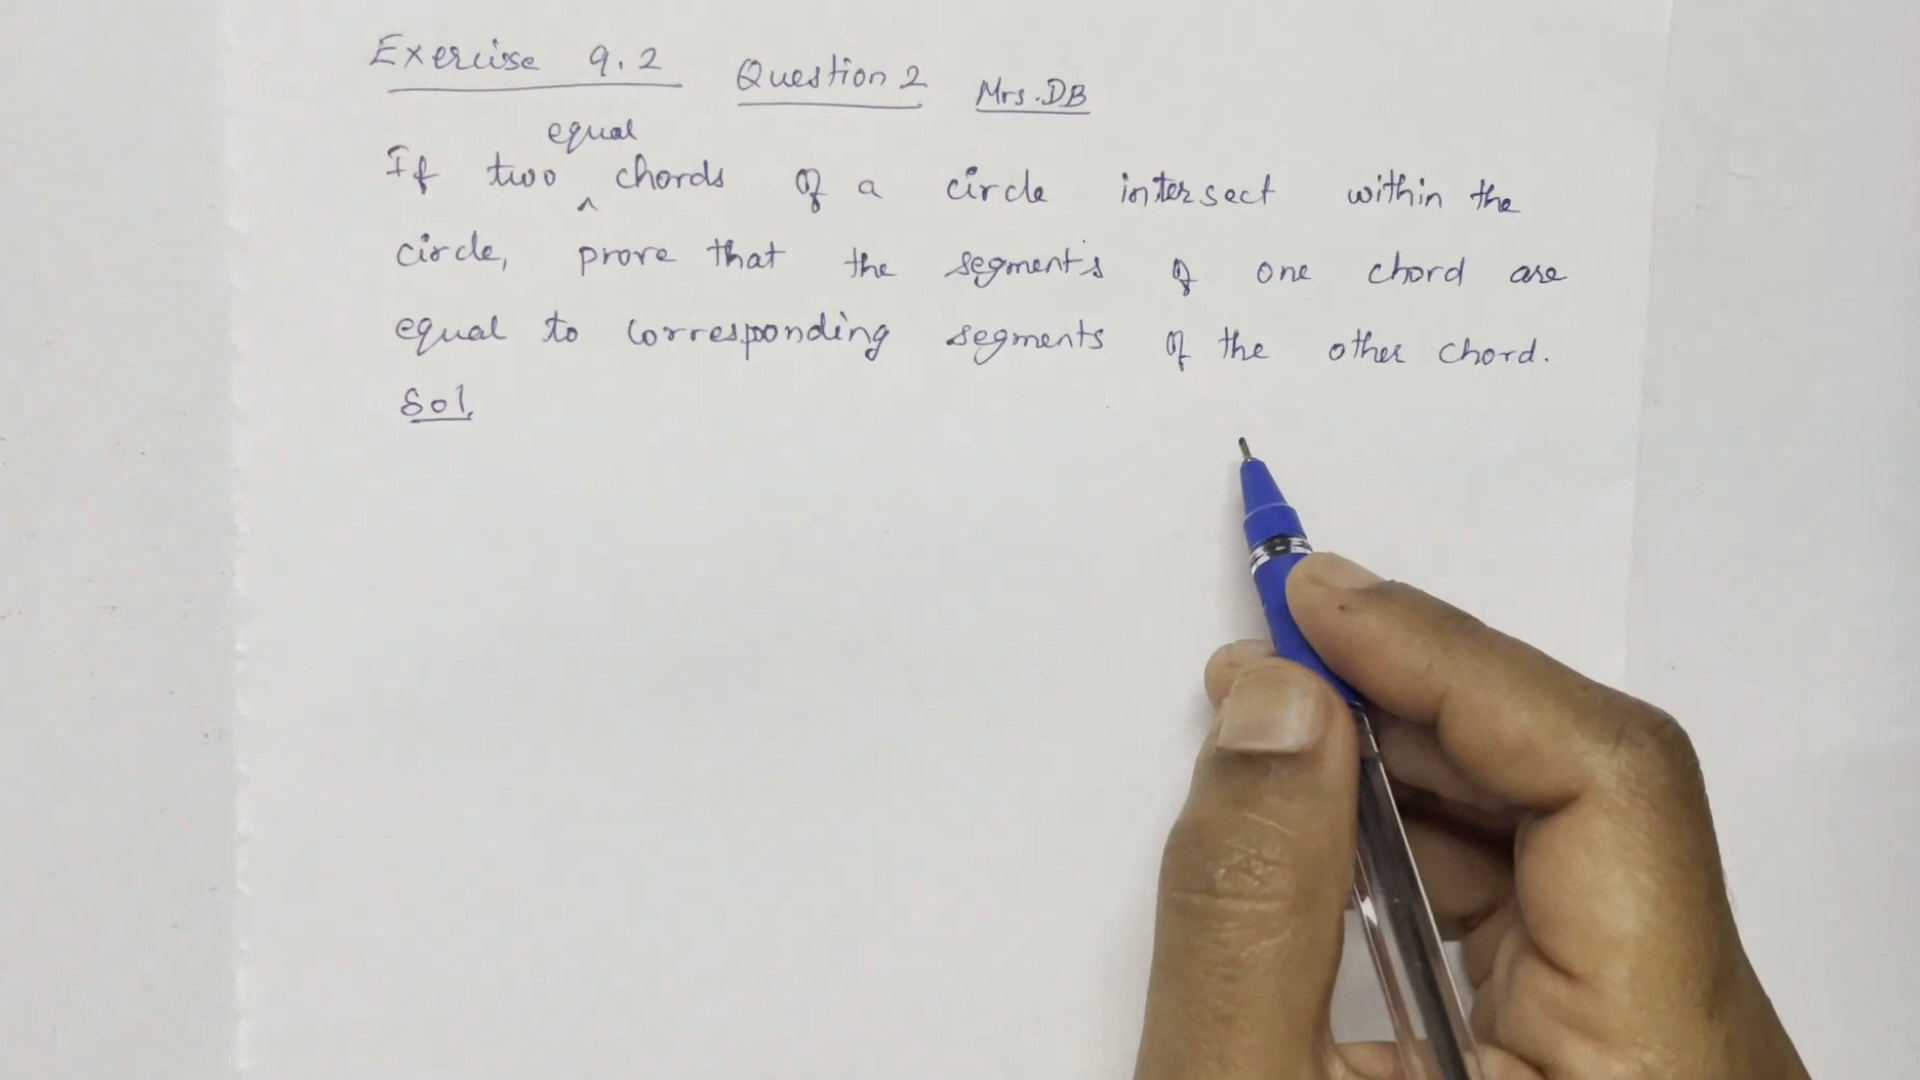 Exercise 9.2 Question 2 Mrs.DB
equal
If two ^ chords of a circle intersect within the
circle, prove that the segments of one chord are
equal to corresponding segments of the other chord.
Sol.